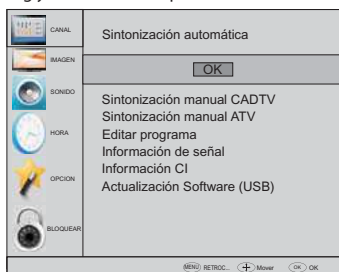 CANAL
IMAGEN
SONIDO
HORA
OPCION
BLOQUEAR
Sintonización automática
OK
Sintonización manual CADTV
Sintonización manual ATV
Editar programa
Información de señal
Información CI
Actualización Software (USB)
MENU RETROC... Mover OK OK